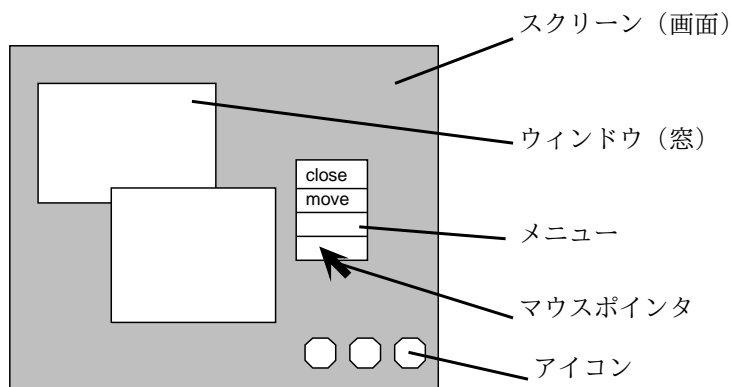 スクリーン（画面）
ウィンドウ（窓）
close
move
メニュー
マウスポインタ
アイコン